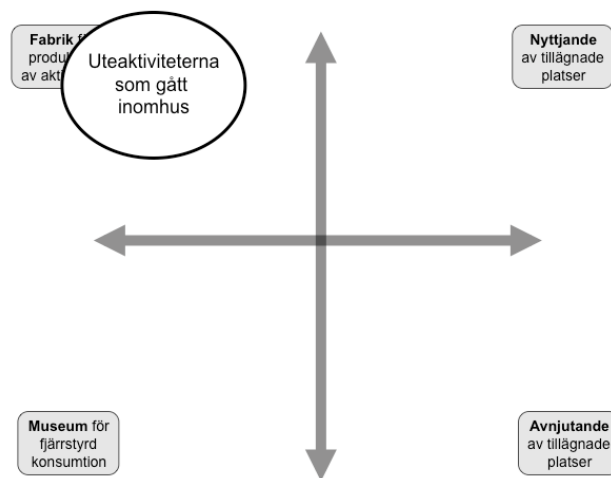 Fabrik
produ
av akti
Uteaktiviteterna
som gått
inomhus
Nyttjande
av tillägnade
platser
Museum för
fjärrstyrd
konsumtion
Avnjutande
av tillägnade
platser